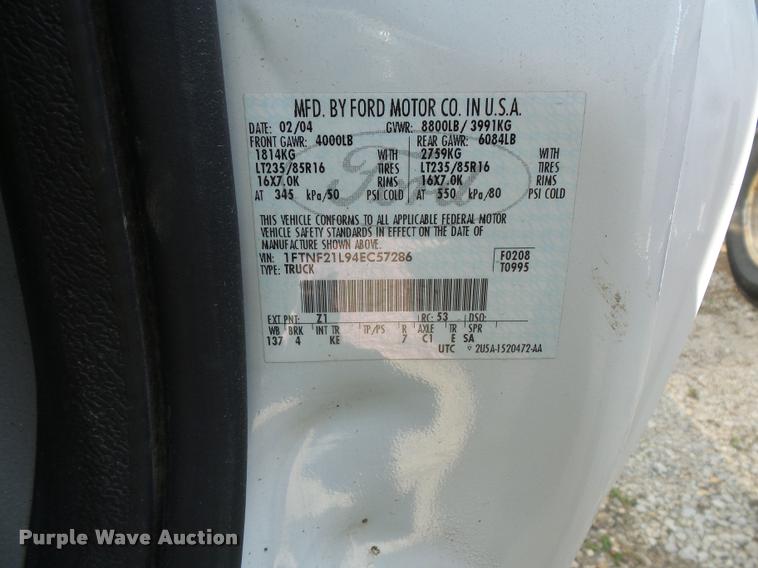 MFD. BY FORD MOTOR CO. IN U.S.A.
DATE: 02/04 GVWR: 8800LB/ 3991KG
FRONT GAWR: 4000LB REAR GAWR: 6084LB
1814KG WITH 2759KG WITH
LT235/85R16 TIRES LT235/85R16 TIRES
16X7.0K RIMS 16X7.0K RIMS
AT 345 kPa/50 PSI COLD AT 550 kPa/80 PSI COLD
Ford
THIS VEHICLE CONFORMS TO ALL APPLICABLE FEDERAL MOTOR
VEHICLE SAFETY STANDARDS IN EFFECT ON THE DATE OF
MANUFACTURE SHOWN ABOVE.
VIN: 1FTNF21L94EC57286 F0208
TYPE: TRUCK T0995
EXT PNT: Z1 RC: 53 DSO:
WB BRK INT TR TP/PS R AXLE TR SPR
137 4 KE 7 C1 E SA
UTC 2U5A-1520472-AA
Purple Wave Auction